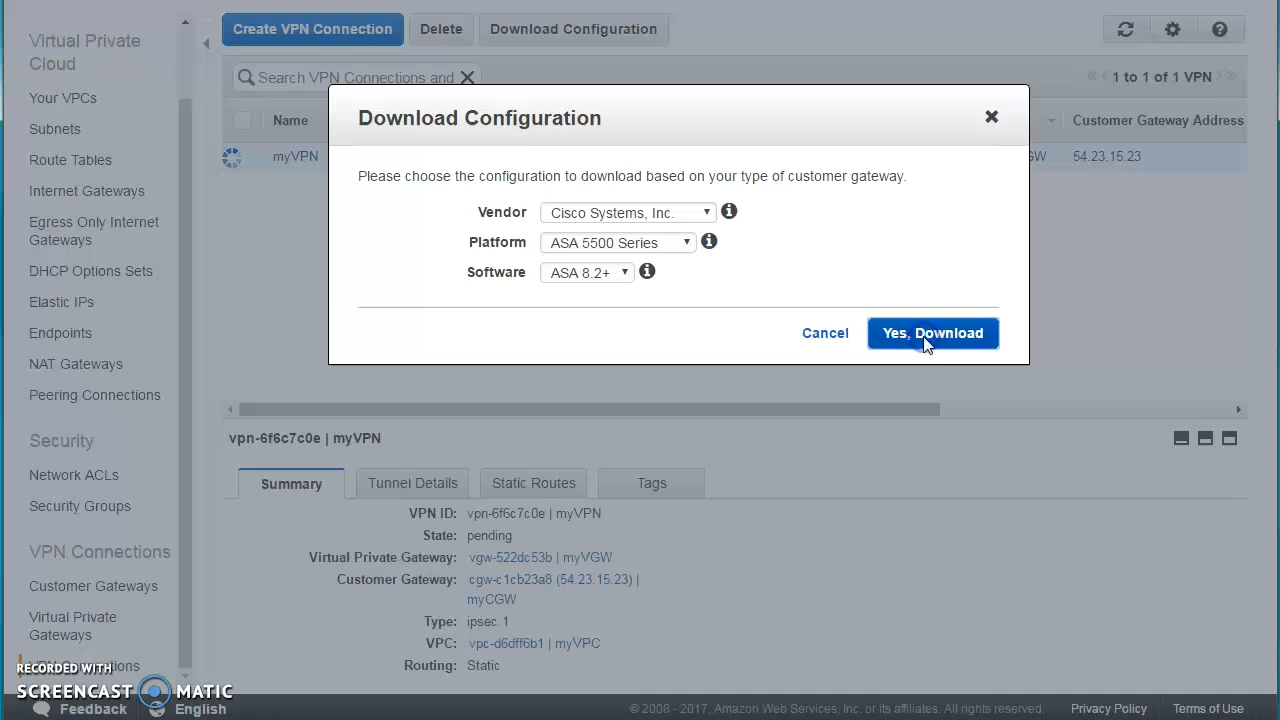 Virtual Private
Cloud
Your VPCs
Subnets
Route Tables
Internet Gateways
Egress Only Internet
Gateways
DHCP Options Sets
Elastic IPs
Endpoints
NAT Gateways
Peering Connections
Security
Network ACLs
Security Groups
VPN Connections
Customer Gateways
Virtual Private
Gateways
Create VPN Connection Delete Download Configuration
Search VPN Connections and
1 to 1 of 1 VPN
Name Customer Gateway Address
myVPN GW 54.23.15.23
Download Configuration
Please choose the configuration to download based on your type of customer gateway.
Vendor Cisco Systems, Inc.
Platform ASA 5500 Series
Software ASA 8.2+
Cancel Yes, Download
vpn-6f6c7c0e | myVPN
Summary Tunnel Details Static Routes Tags
VPN ID: vpn-6f6c7c0e | myVPN
State: pending
Virtual Private Gateway: vgw-522dc53b | myVGW
Customer Gateway: cgw-c1cb23a8 (54.23.15.23) |
myCGW
Type: ipsec.1
VPC: vpc-d6dff6b1 | myVPC
Routing: Static
RECORDED WITH
SCREENCAST MATIC
Feedback English
© 2008 - 2017, Amazon Web Services, Inc. or its affiliates. All rights reserved. Privacy Policy Terms of Use